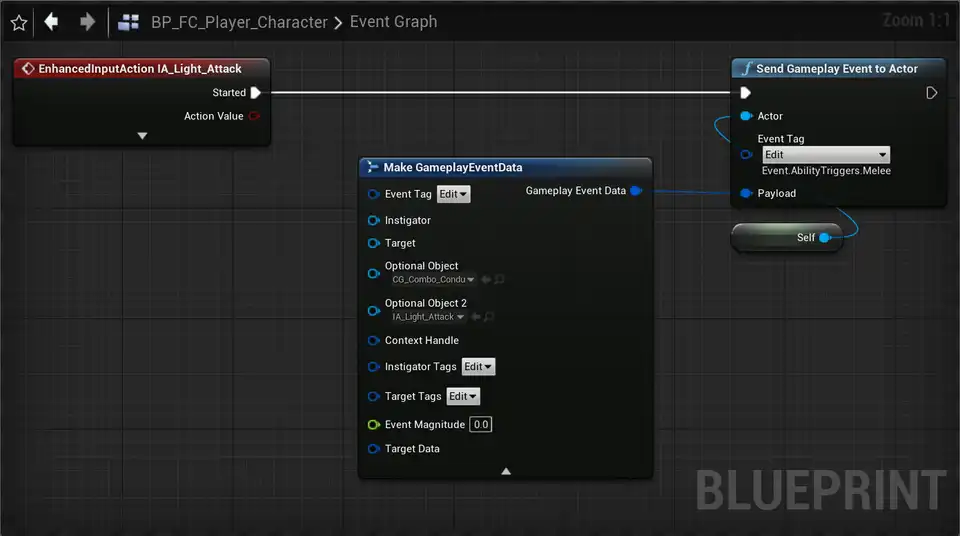 BP_FC_Player_Character > Event Graph
Zoom 1:1
EnhancedInputAction IA_Light_Attack
Started
Action Value
Send Gameplay Event to Actor
Actor
Event Tag
Edit
Event.AbilityTriggers.Melee
Payload
Self
Make GameplayEventData
Event Tag Edit
Gameplay Event Data
Instigator
Target
Optional Object
CG_Combo_Condu
Optional Object 2
IA_Light_Attack
Context Handle
Instigator Tags Edit
Target Tags Edit
Event Magnitude 0.0
Target Data
BLUEPRINT